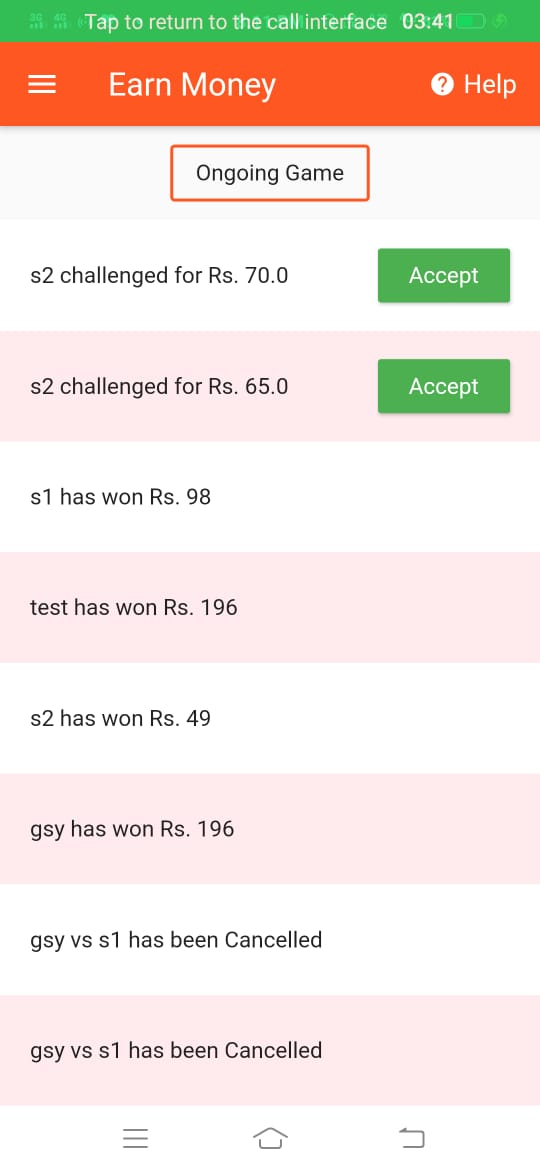 3G 4G Tap to return to the call interface 03:41
Earn Money
Help
Ongoing Game
s2 challenged for Rs. 70.0 Accept
s2 challenged for Rs. 65.0 Accept
s1 has won Rs. 98
test has won Rs. 196
s2 has won Rs. 49
gsy has won Rs. 196
gsy vs s1 has been Cancelled
gsy vs s1 has been Cancelled